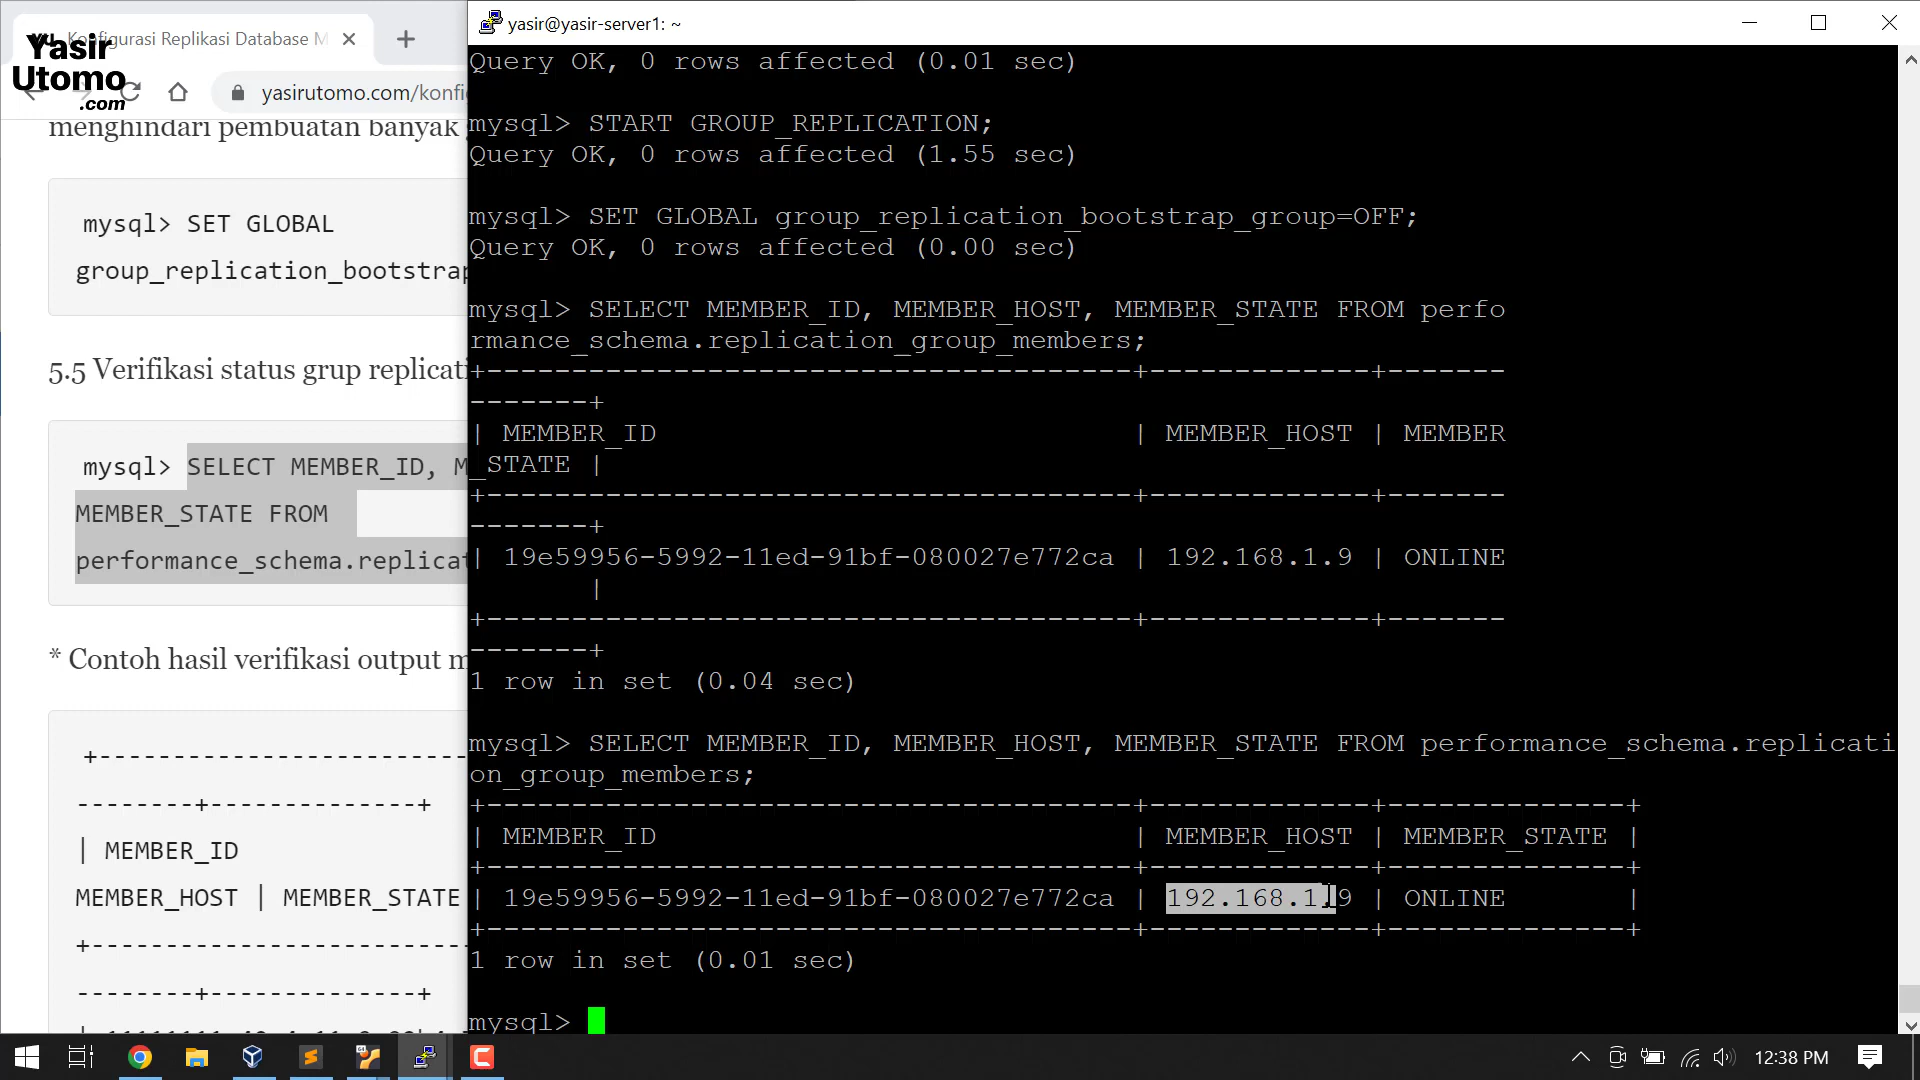 Konfigurasi Replikasi Database M
Yasir
Utomo
.com
yasirutomo.com/konfi
menghindari pembuatan banyak
mysql> SET GLOBAL
group_replication_bootstrap
5.5 Verifikasi status grup replicati
mysql> SELECT MEMBER_ID, M
MEMBER_STATE FROM
performance_schema.replicat
* Contoh hasil verifikasi output m
+-------------------------
--------+--------------+
| MEMBER_ID
MEMBER_HOST | MEMBER_STATE
+-------------------------
--------+--------------+
yasir@yasir-server1: ~
Query OK, 0 rows affected (0.01 sec)
mysql> START GROUP_REPLICATION;
Query OK, 0 rows affected (1.55 sec)
mysql> SET GLOBAL group_replication_bootstrap_group=OFF;
Query OK, 0 rows affected (0.00 sec)
mysql> SELECT MEMBER_ID, MEMBER_HOST, MEMBER_STATE FROM perfo
rmance_schema.replication_group_members;
+--------------------------------------+-------------+-------
-------+
| MEMBER_ID                            | MEMBER_HOST | MEMBER
_STATE |
+--------------------------------------+-------------+-------
-------+
| 19e59956-5992-11ed-91bf-080027e772ca | 192.168.1.9 | ONLINE
       |
+--------------------------------------+-------------+-------
-------+
1 row in set (0.04 sec)
mysql> SELECT MEMBER_ID, MEMBER_HOST, MEMBER_STATE FROM performance_schema.replicati
on_group_members;
+--------------------------------------+-------------+--------------+
| MEMBER_ID                            | MEMBER_HOST | MEMBER_STATE |
+--------------------------------------+-------------+--------------+
| 19e59956-5992-11ed-91bf-080027e772ca | 192.168.1.9 | ONLINE       |
+--------------------------------------+-------------+--------------+
1 row in set (0.01 sec)
mysql>
12:38 PM